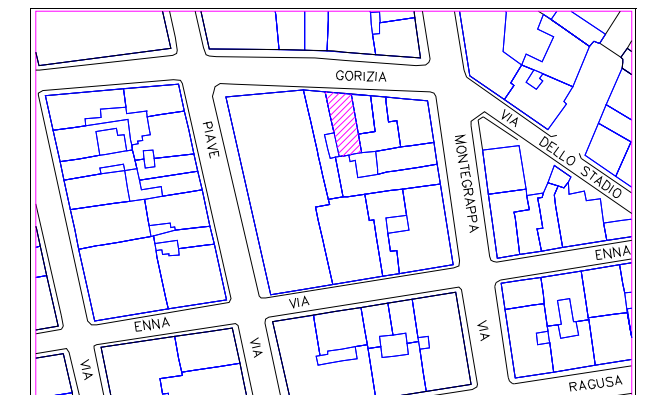 GORIZIA
VIA
PIAVE
MONTEGRAPPA
DELLO STADIO
ENNA
VIA
ENNA
VIA
VIA
VIA
RAGUSA